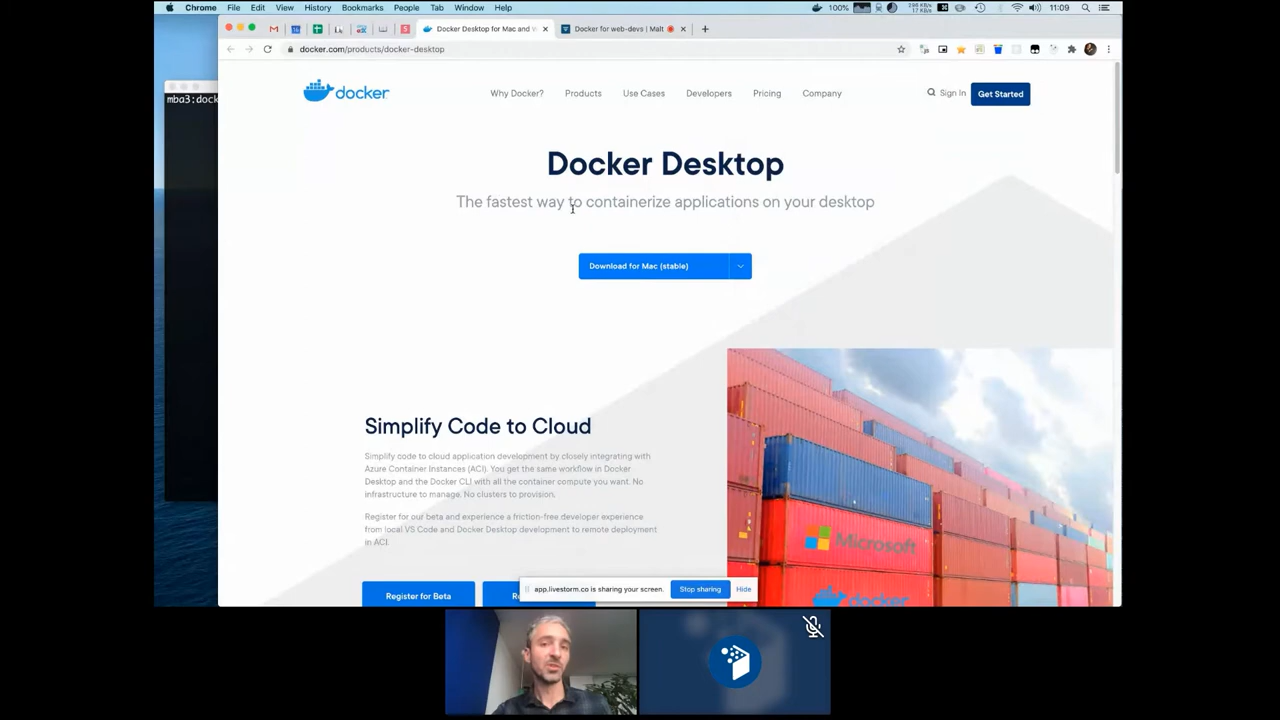 Chrome File Edit View History Bookmarks People Tab Window Help
100%
11:09
Docker Desktop for Mac and
Docker for web-devs | Malt
docker.com/products/docker-desktop
mba3:dock
docker
Why Docker?
Products
Use Cases
Developers
Pricing
Company
Sign In
Get Started
Docker Desktop
The fastest way to containerize applications on your desktop
Download for Mac (stable)
Simplify Code to Cloud
Simplify code to cloud application development by closely integrating with
Azure Container Instances (ACI). You get the same workflow in Docker
Desktop and the Docker CLI with all the container compute you want. No
infrastructure to manage. No clusters to provision.
Register for our beta and experience a friction-free developer experience
from local VS Code and Docker Desktop development to remote deployment
in ACI.
Microsoft
docker
Register for Beta
app.livestorm.co is sharing your screen.
Stop sharing
Hide